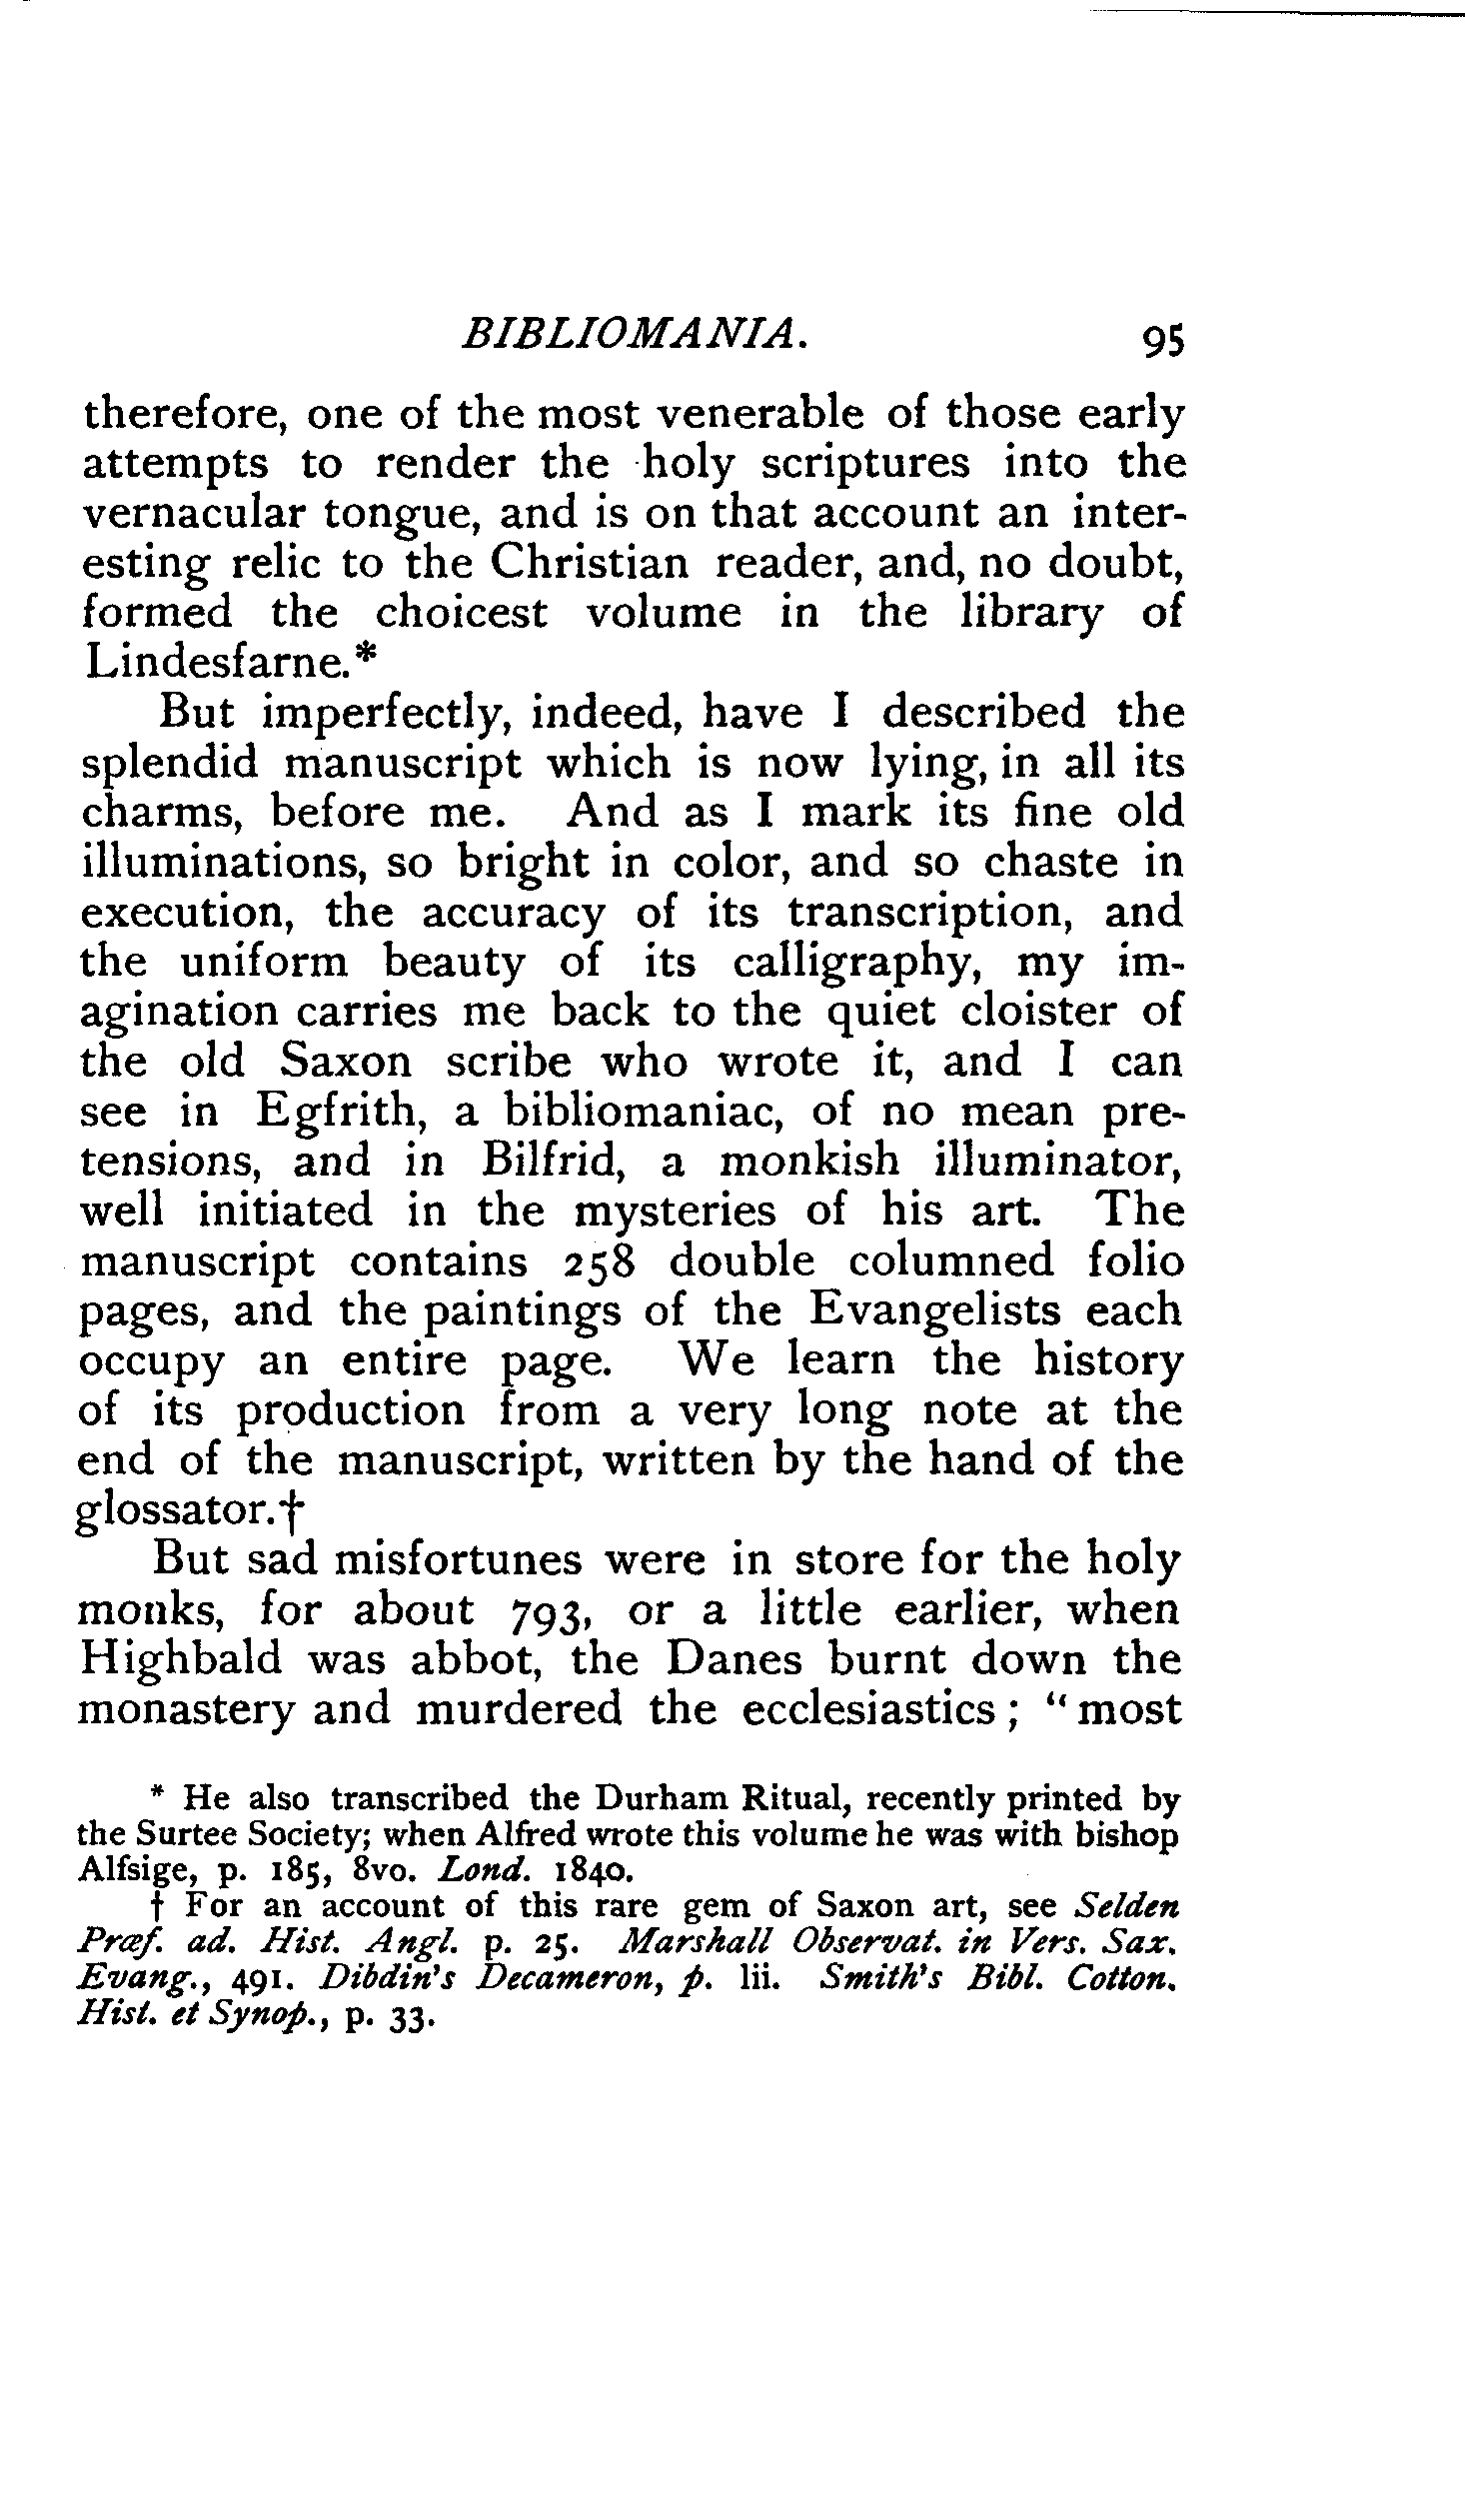 BIBLIOMANIA. 95
therefore, one of the most venerable of those early
attempts to render the holy scriptures into the
vernacular tongue, and is on that account an inter-
esting relic to the Christian reader, and, no doubt,
formed the choicest volume in the library of
Lindesfarne.*
But imperfectly, indeed, have I described the
splendid manuscript which is now lying, in all its
charms, before me. And as I mark its fine old
illuminations, so bright in color, and so chaste in
execution, the accuracy of its transcription, and
the uniform beauty of its calligraphy, my im-
agination carries me back to the quiet cloister of
the old Saxon scribe who wrote it, and I can
see in Egfrith, a bibliomaniac, of no mean pre-
tensions, and in Bilfrid, a monkish illuminator,
well initiated in the mysteries of his art. The
manuscript contains 258 double columned folio
pages, and the paintings of the Evangelists each
occupy an entire page. We learn the history
of its production from a very long note at the
end of the manuscript, written by the hand of the
glossator.†
But sad misfortunes were in store for the holy
monks, for about 793, or a little earlier, when
Highbald was abbot, the Danes burnt down the
monastery and murdered the ecclesiastics; “most
* He also transcribed the Durham Ritual, recently printed by
the Surtee Society; when Alfred wrote this volume he was with bishop
Alfsige, p. 185, 8vo. Lond. 1840.
† For an account of this rare gem of Saxon art, see Selden
Præf. ad. Hist. Angl. p. 25. Marshall Observat. in Vers. Sax.
Evang., 491. Dibdin's Decameron, p. lii. Smith's Bibl. Cotton.
Hist. et Synop., p. 33.